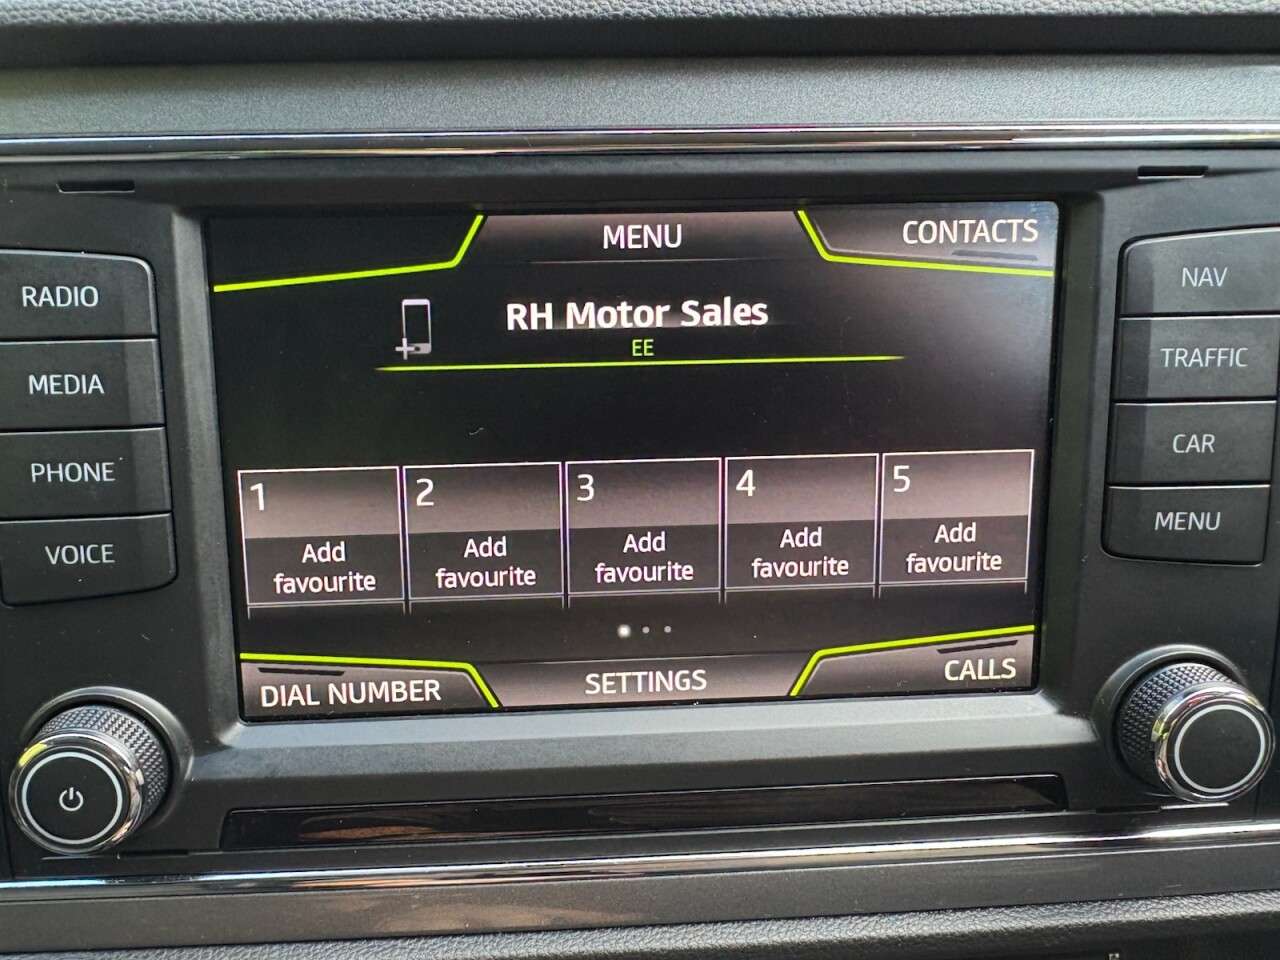 MENU
CONTACTS
RH Motor Sales
EE
RADIO
MEDIA
PHONE
VOICE
NAV
TRAFFIC
CAR
MENU
1
Add
favourite
2
Add
favourite
3
Add
favourite
4
Add
favourite
5
Add
favourite
DIAL NUMBER
SETTINGS
CALLS